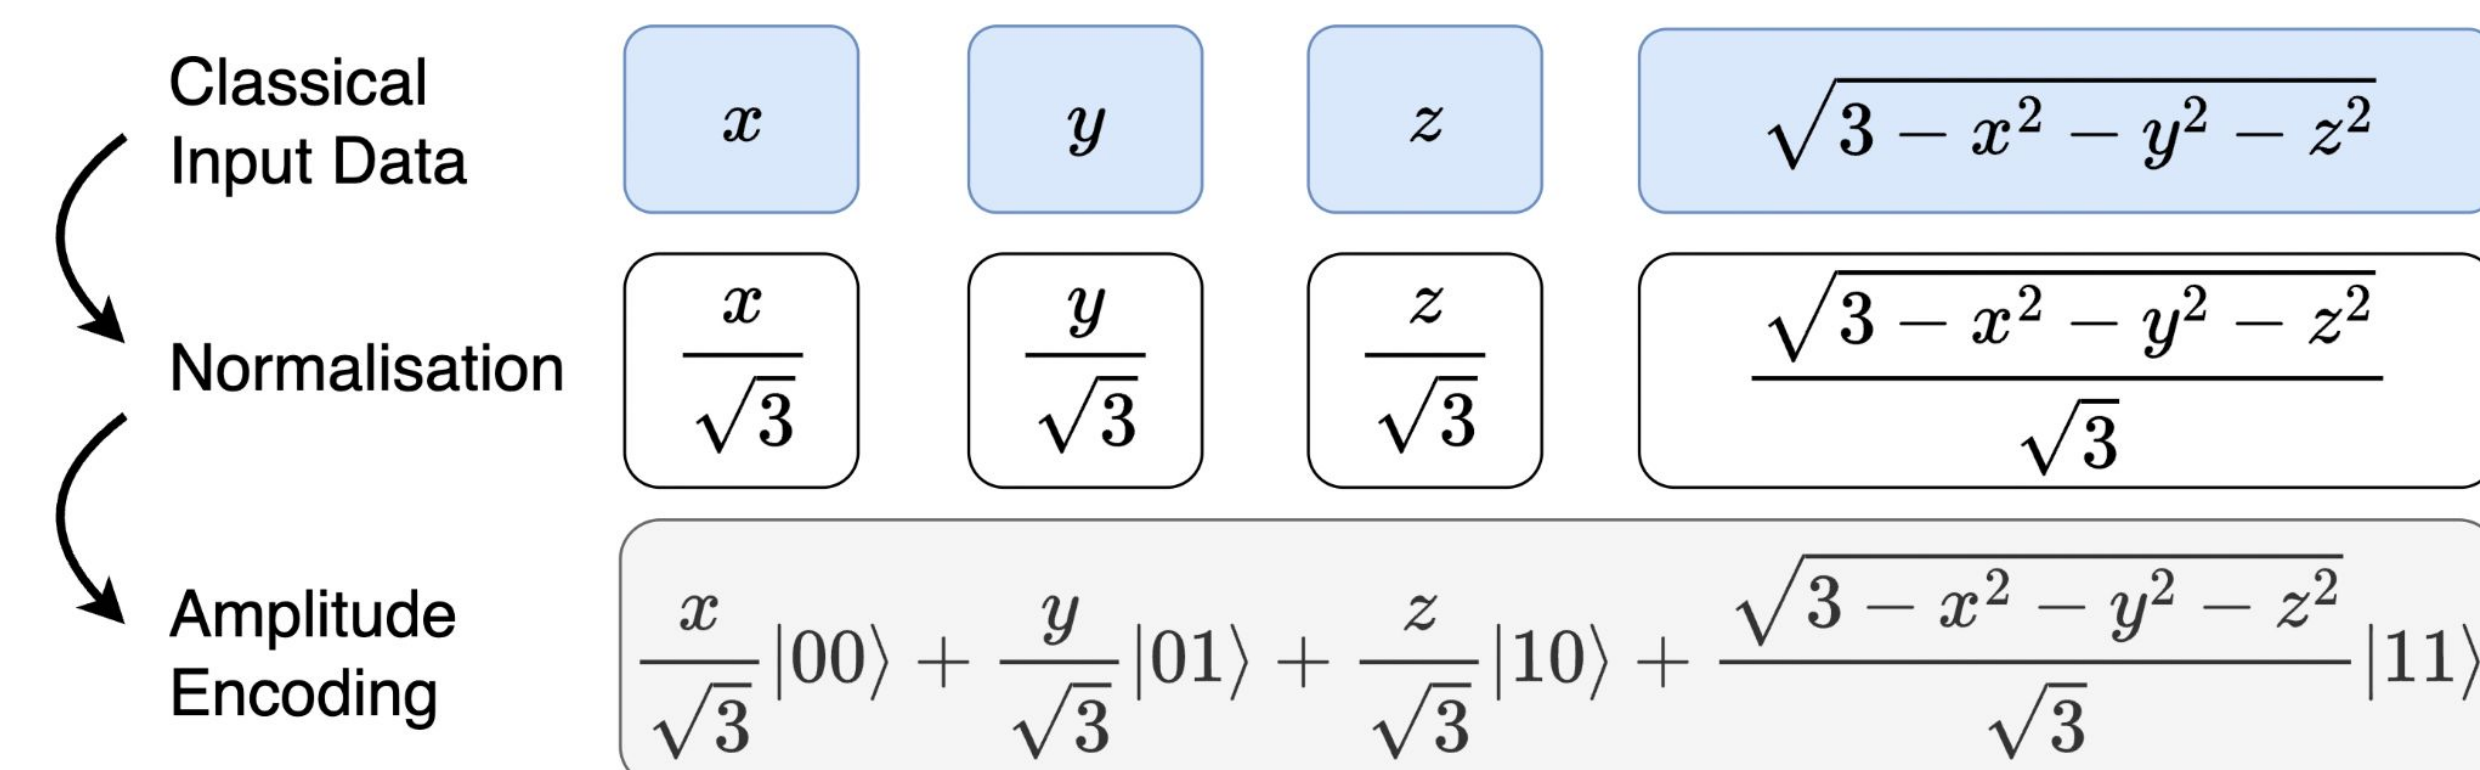 Classical
Input Data
x
y
z
√(3 − x² − y² − z²)
Normalisation
x/√3
y/√3
z/√3
√(3 − x² − y² − z²)/√3
Amplitude
Encoding
x/√3 |00⟩ + y/√3 |01⟩ + z/√3 |10⟩ + √(3 − x² − y² − z²)/√3 |11⟩